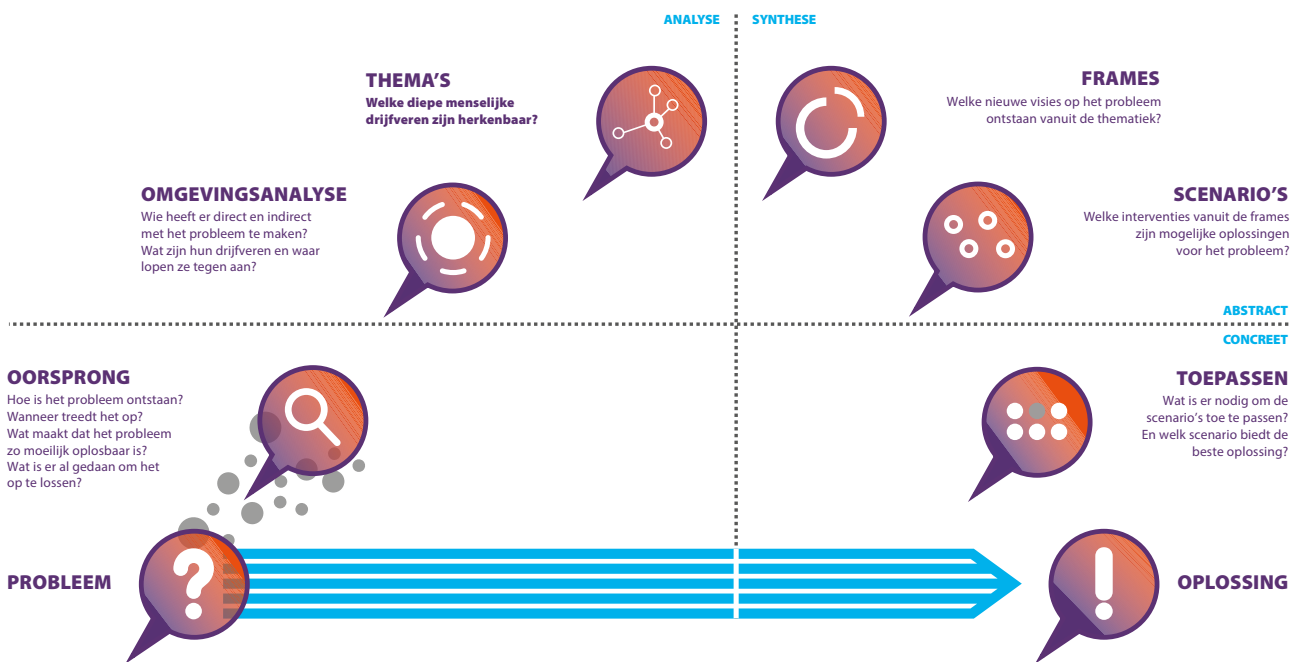 ANALYSE
SYNTHESE
THEMA'S
Welke diepe menselijke
drijfveren zijn herkenbaar?
FRAMES
Welke nieuwe visies op het probleem
ontstaan vanuit de thematiek?
OMGEVINGSANALYSE
Wie heeft er direct en indirect
met het probleem te maken?
Wat zijn hun drijfveren en waar
lopen ze tegen aan?
SCENARIO'S
Welke interventies vanuit de frames
zijn mogelijke oplossingen
voor het probleem?
ABSTRACT
CONCREET
OORSPRONG
Hoe is het probleem ontstaan?
Wanneer treedt het op?
Wat maakt dat het probleem
zo moeilijk oplosbaar is?
Wat is er al gedaan om het
op te lossen?
TOEPASSEN
Wat is er nodig om de
scenario's toe te passen?
En welk scenario biedt de
beste oplossing?
PROBLEEM
?
!
OPLOSSING